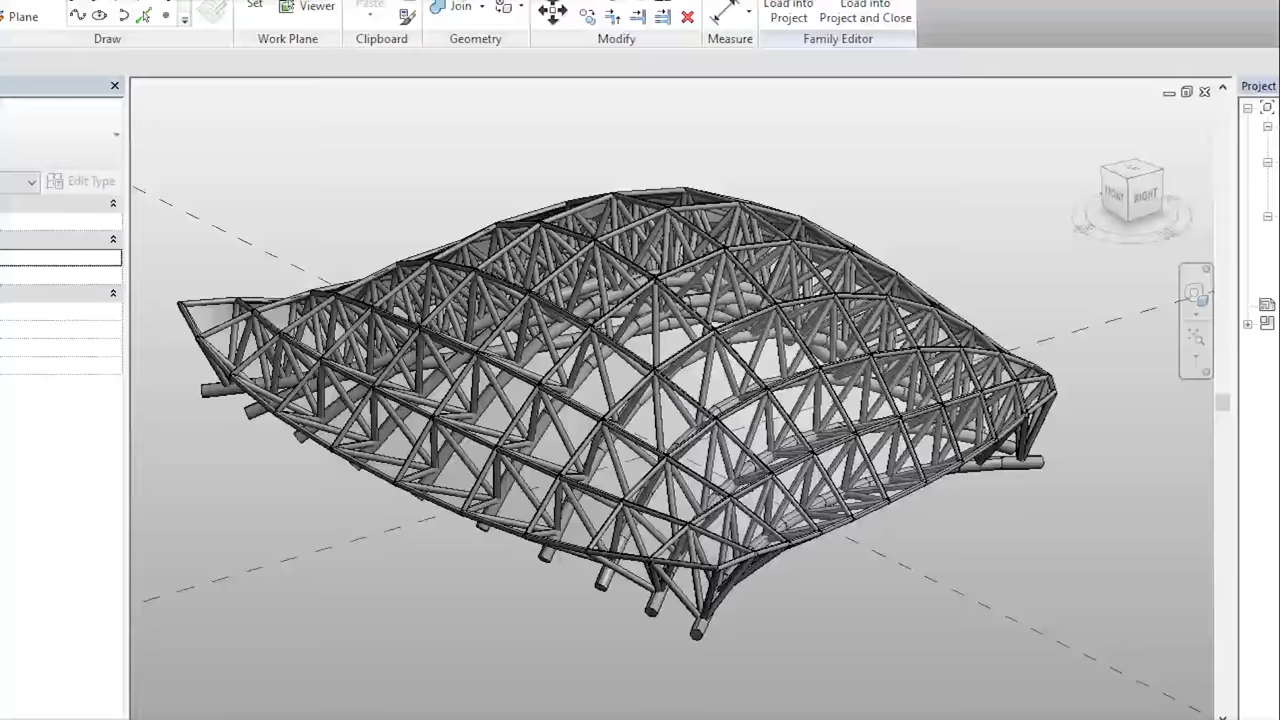 Set
Viewer
Paste
Join
Load into
Load into
Plane
Project
Project and Close
Draw
Work Plane
Clipboard
Geometry
Modify
Measure
Family Editor
Project
Edit Type
FRONT
RIGHT